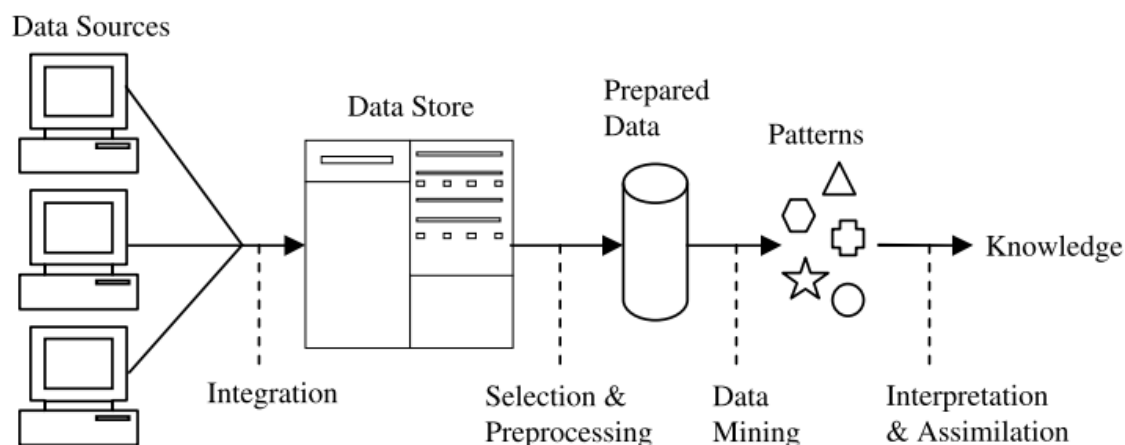 Data Sources
Data Store
Prepared
Data
Patterns
Knowledge
Integration
Selection &
Preprocessing
Data
Mining
Interpretation
& Assimilation